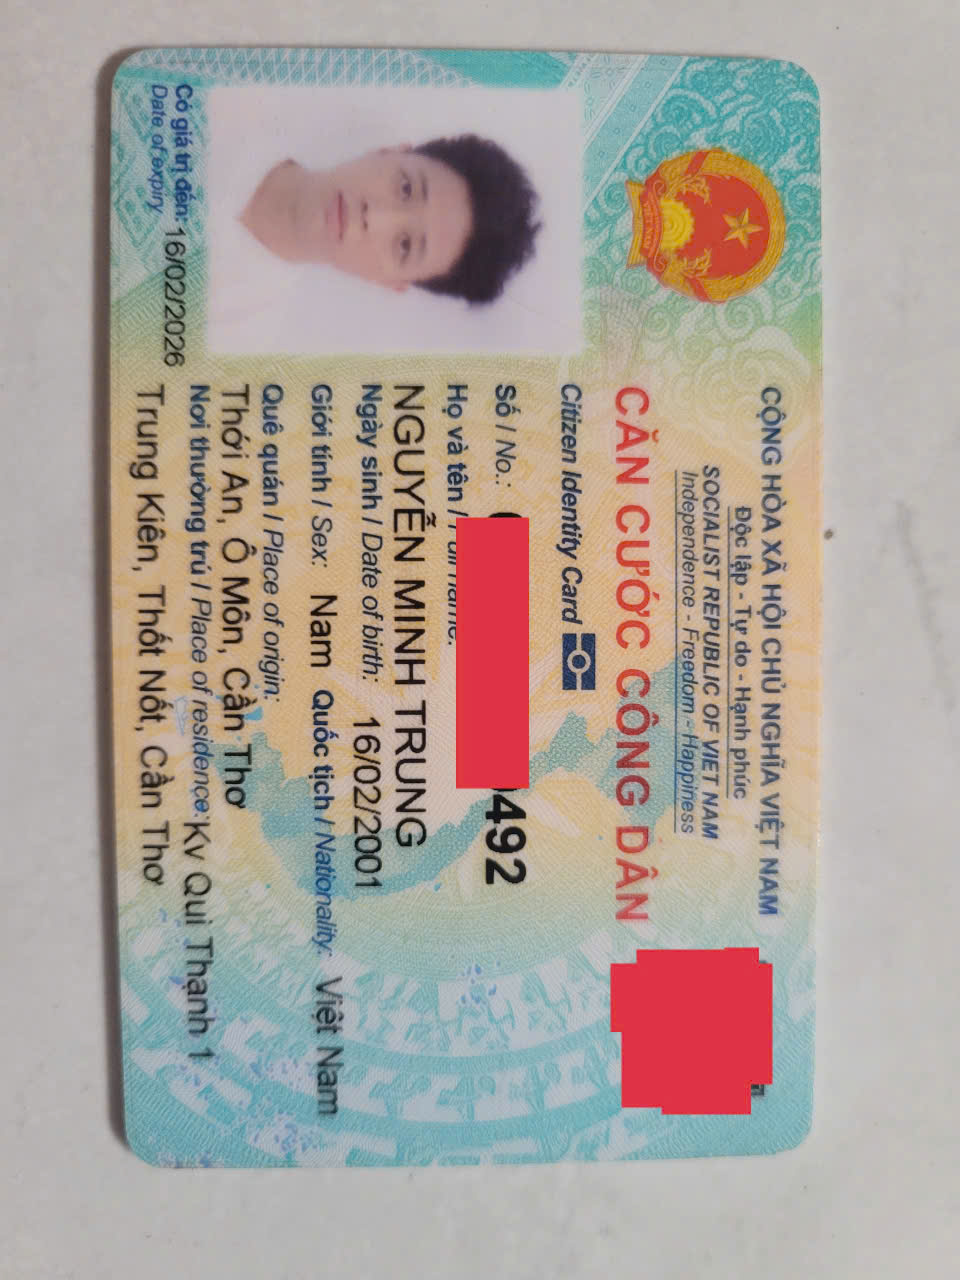 CỘNG HÒA XÃ HỘI CHỦ NGHĨA VIỆT NAM
Độc lập - Tự do - Hạnh phúc
SOCIALIST REPUBLIC OF VIET NAM
Independence - Freedom - Happiness
CĂN CƯỚC CÔNG DÂN
Citizen Identity Card
Số / No.: 492
Họ và tên / Full name:
NGUYỄN MINH TRUNG
Ngày sinh / Date of birth: 16/02/2001
Giới tính / Sex: Nam Quốc tịch / Nationality: Việt Nam
Quê quán / Place of origin:
Thới An, Ô Môn, Cần Thơ
Nơi thường trú / Place of residence: Kv Qui Thạnh 1
Trung Kiên, Thốt Nốt, Cần Thơ
Có giá trị đến: 16/02/2026
Date of expiry
VIỆT NAM